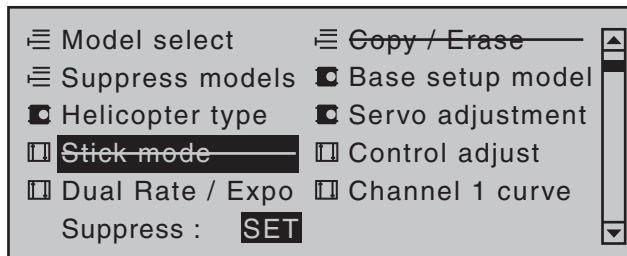 Model select Copy / Erase
Suppress models Base setup model
Helicopter type Servo adjustment
Stick mode Control adjust
Dual Rate / Expo Channel 1 curve
Suppress : SET